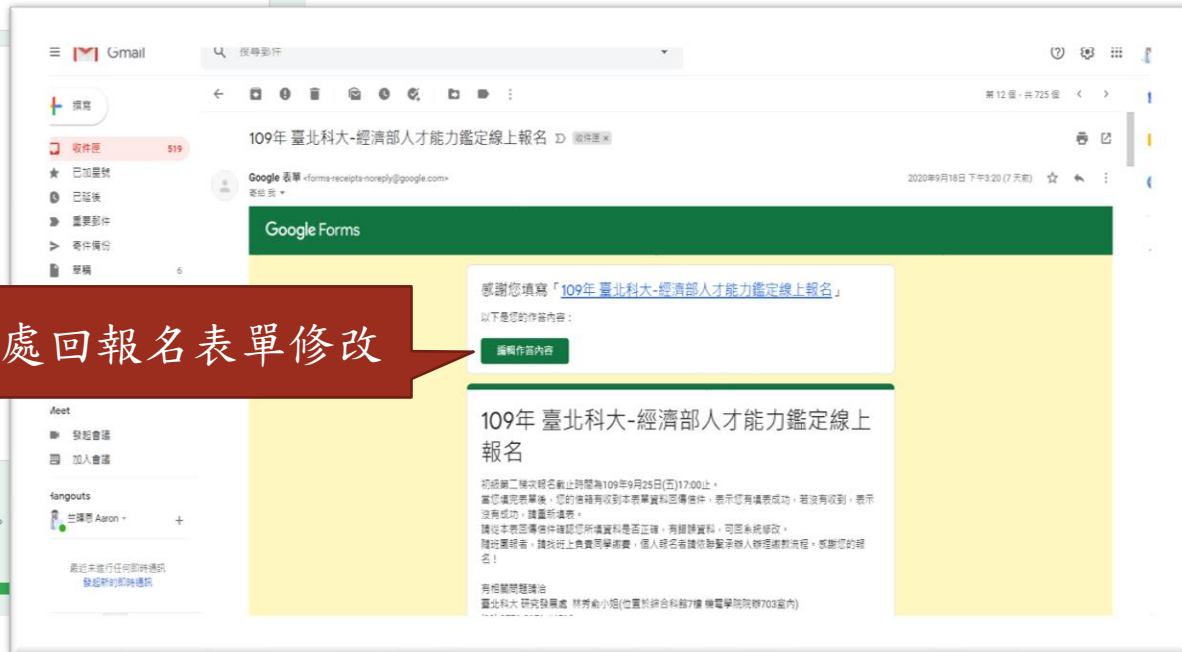 Gmail
搜尋郵件
撰寫
第 12 個，共 725 個
收件匣 519
已加星號
已延後
重要郵件
寄件備份
草稿 6
109年 臺北科大-經濟部人才能力鑑定線上報名 收件匣 ×
Google 表單 <forms-receipts-noreply@google.com>
2020年9月18日 下午3:20 (7 天前)
寄給 我
Google Forms
感謝您填寫「109年 臺北科大-經濟部人才能力鑑定線上報名」
以下是您的作答內容：
編輯作答內容
處回報名表單修改
Meet
發起會議
加入會議
Hangouts
Aaron
最近未進行任何即時通訊
發起新的即時通訊
109年 臺北科大-經濟部人才能力鑑定線上
報名
初級第二梯次報名截止時間為109年9月25日(五)17:00止。
當您填完表單後，您的信箱有收到本表單資料回傳信件，表示您有填表成功，若沒有收到，表示
沒有成功，請重新填表。
請從本表回傳信件確認您所填資料是否正確，有錯誤資料，可回系統修改。
隨班團報者，請找班上負責同學繳費，個人報名者請依聯繫承辦人辦理繳款流程。感謝您的報
名！
有相關問題請洽
臺北科大 研究發展處 林秀俞小姐(位置於綜合科館7樓 機電學院院辦703室內)